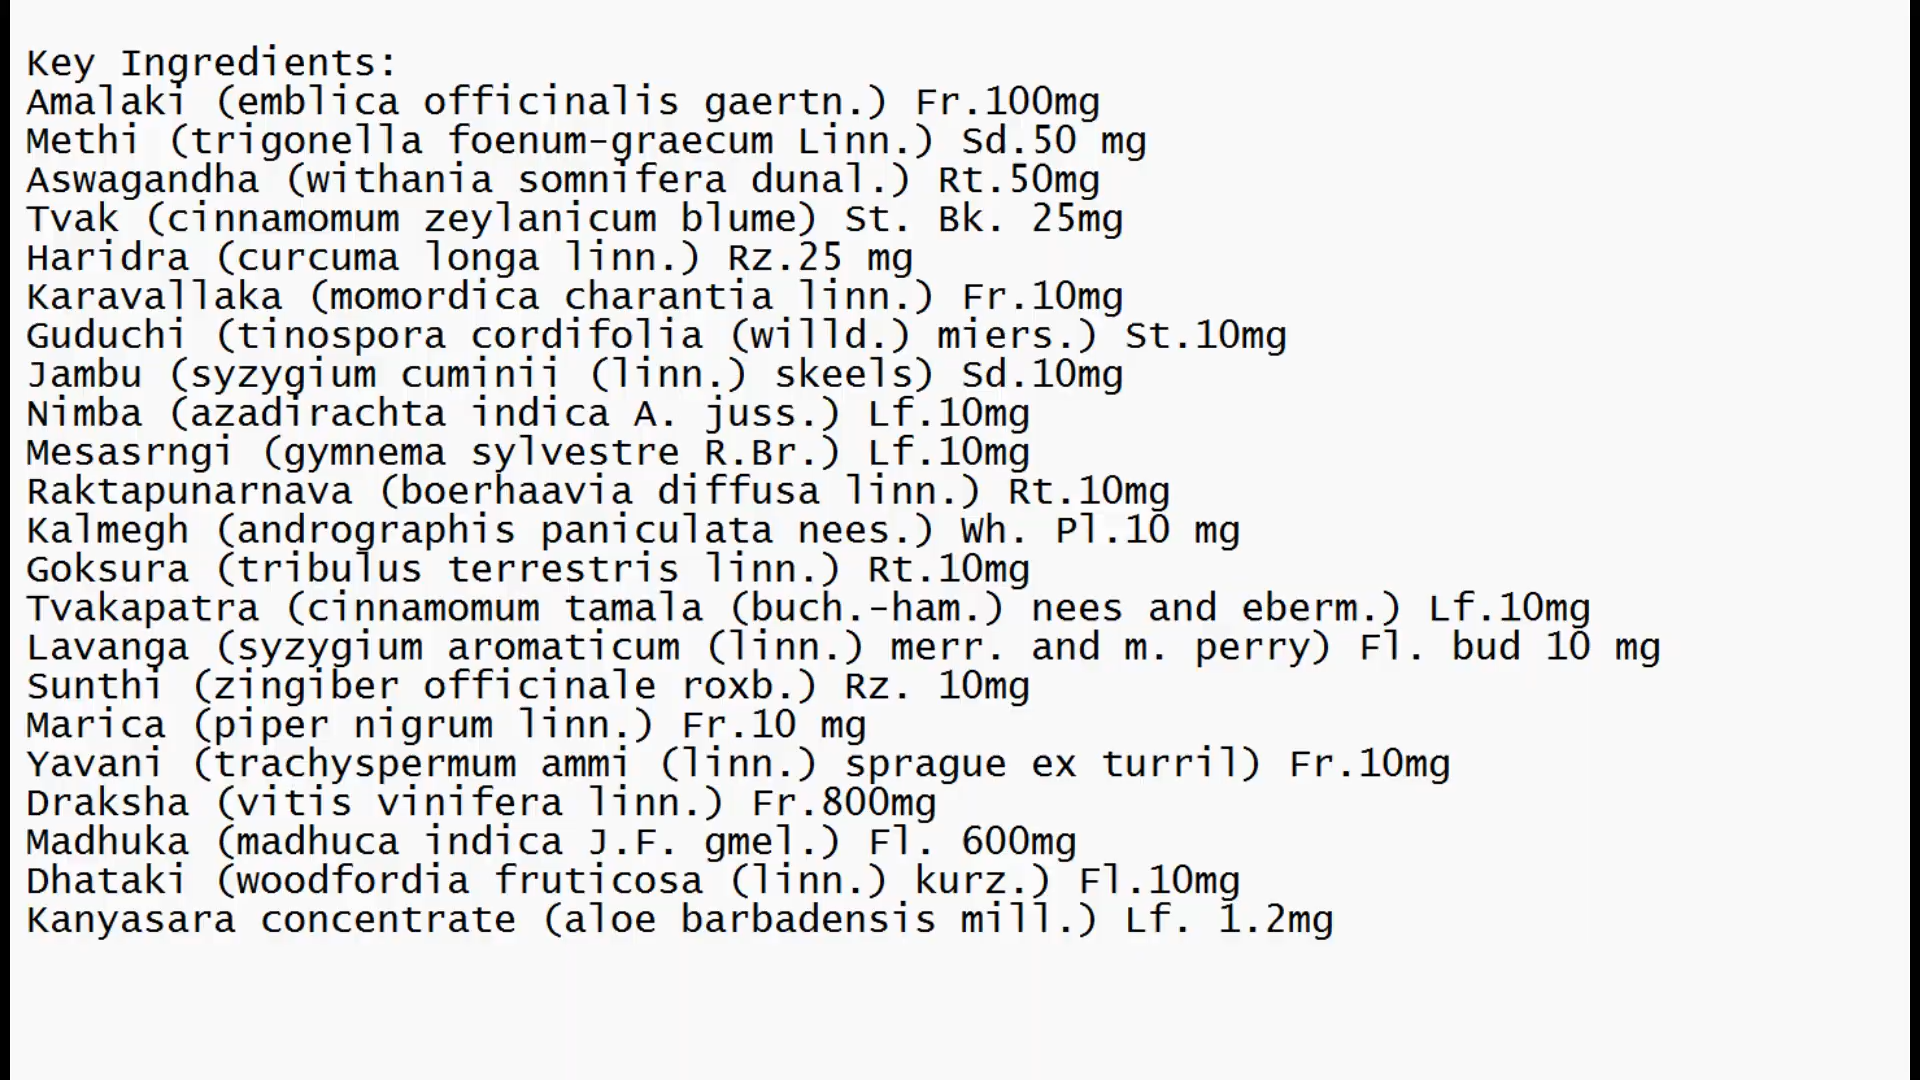 Key Ingredients:
Amalaki (emblica officinalis gaertn.) Fr.100mg
Methi (trigonella foenum-graecum Linn.) Sd.50 mg
Aswagandha (withania somnifera dunal.) Rt.50mg
Tvak (cinnamomum zeylanicum blume) St. Bk. 25mg
Haridra (curcuma longa linn.) Rz.25 mg
Karavallaka (momordica charantia linn.) Fr.10mg
Guduchi (tinospora cordifolia (willd.) miers.) St.10mg
Jambu (syzygium cuminii (linn.) skeels) Sd.10mg
Nimba (azadirachta indica A. juss.) Lf.10mg
Mesasrngi (gymnema sylvestre R.Br.) Lf.10mg
Raktapunarnava (boerhaavia diffusa linn.) Rt.10mg
Kalmegh (andrographis paniculata nees.) Wh. Pl.10 mg
Goksura (tribulus terrestris linn.) Rt.10mg
Tvakapatra (cinnamomum tamala (buch.-ham.) nees and eberm.) Lf.10mg
Lavanga (syzygium aromaticum (linn.) merr. and m. perry) Fl. bud 10 mg
Sunthi (zingiber officinale roxb.) Rz. 10mg
Marica (piper nigrum linn.) Fr.10 mg
Yavani (trachyspermum ammi (linn.) sprague ex turril) Fr.10mg
Draksha (vitis vinifera linn.) Fr.800mg
Madhuka (madhuca indica J.F. gmel.) Fl. 600mg
Dhataki (woodfordia fruticosa (linn.) kurz.) Fl.10mg
Kanyasara concentrate (aloe barbadensis mill.) Lf. 1.2mg